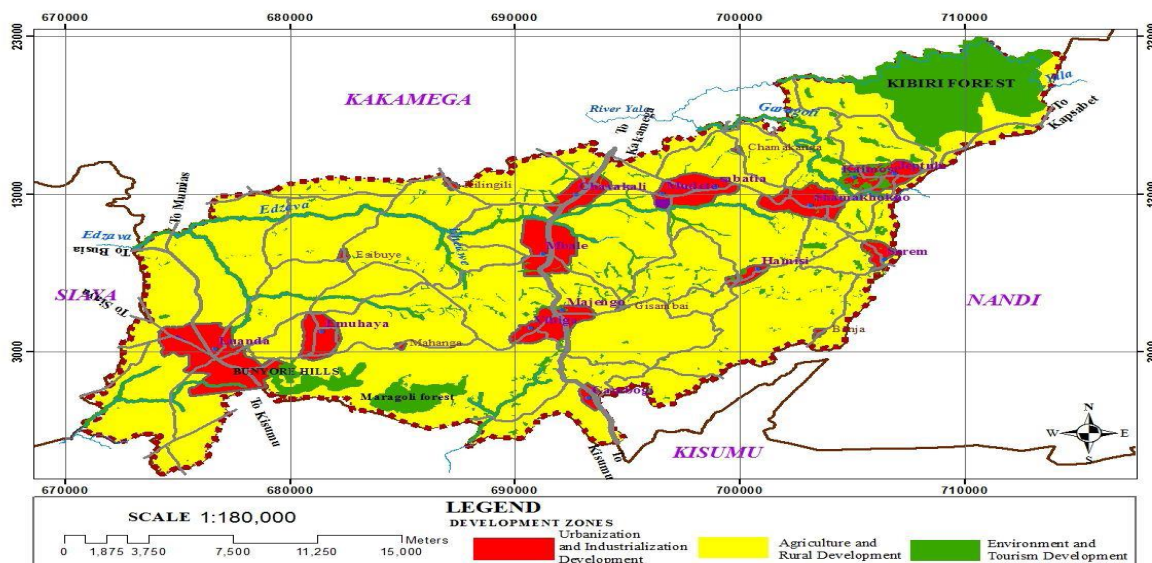 670000 680000 690000 700000 710000
KIBIRI FOREST
KAKAMEGA
River Yala
To Kakamega
Garagoli
Yala
To Kapsabet
Chamakanga
Chavakali
Shamakhokho
To Mumias
Edzava
Edzava
To Busia
Esibuye
Mbale
Hamisi
Serem
SIAYA
To Siaya
NANDI
Majengo
Gisambai
Emuhaya
Luanda
Mahanga
Banja
BUNYORE HILLS
Maragoli forest
To Kisumu
To Kisumu
KISUMU
N
W E
S
670000 680000 690000 700000 710000
LEGEND
SCALE 1:180,000
DEVELOPMENT ZONES
Meters
0 1,875 3,750 7,500 11,250 15,000
Urbanization
and Industrialization
Development
Agriculture and
Rural Development
Environment and
Tourism Development